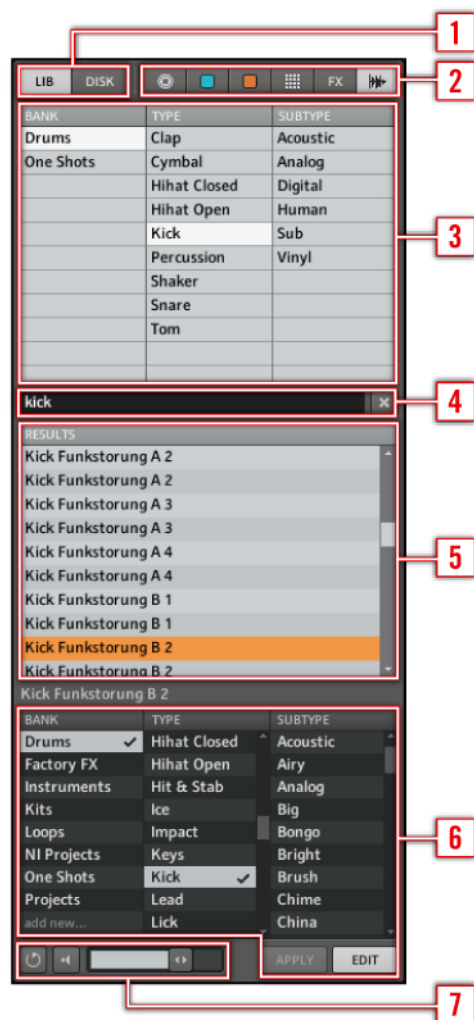 1
LIB DISK FX
2
BANK TYPE SUBTYPE
Drums Clap Acoustic
One Shots Cymbal Analog
Hihat Closed Digital
Hihat Open Human
Kick Sub
Percussion Vinyl
Shaker
Snare
Tom
3
kick
4
RESULTS
Kick Funkstorung A 2
Kick Funkstorung A 2
Kick Funkstorung A 3
Kick Funkstorung A 3
Kick Funkstorung A 4
Kick Funkstorung A 4
Kick Funkstorung B 1
Kick Funkstorung B 1
Kick Funkstorung B 2
Kick Funkstorung B 2
5
Kick Funkstorung B 2
BANK TYPE SUBTYPE
Drums Hihat Closed Acoustic
Factory FX Hihat Open Airy
Instruments Hit & Stab Analog
Kits Ice Big
Loops Impact Bongo
NI Projects Keys Bright
One Shots Kick Brush
Projects Lead Chime
add new... Lick China
6
APPLY EDIT
7